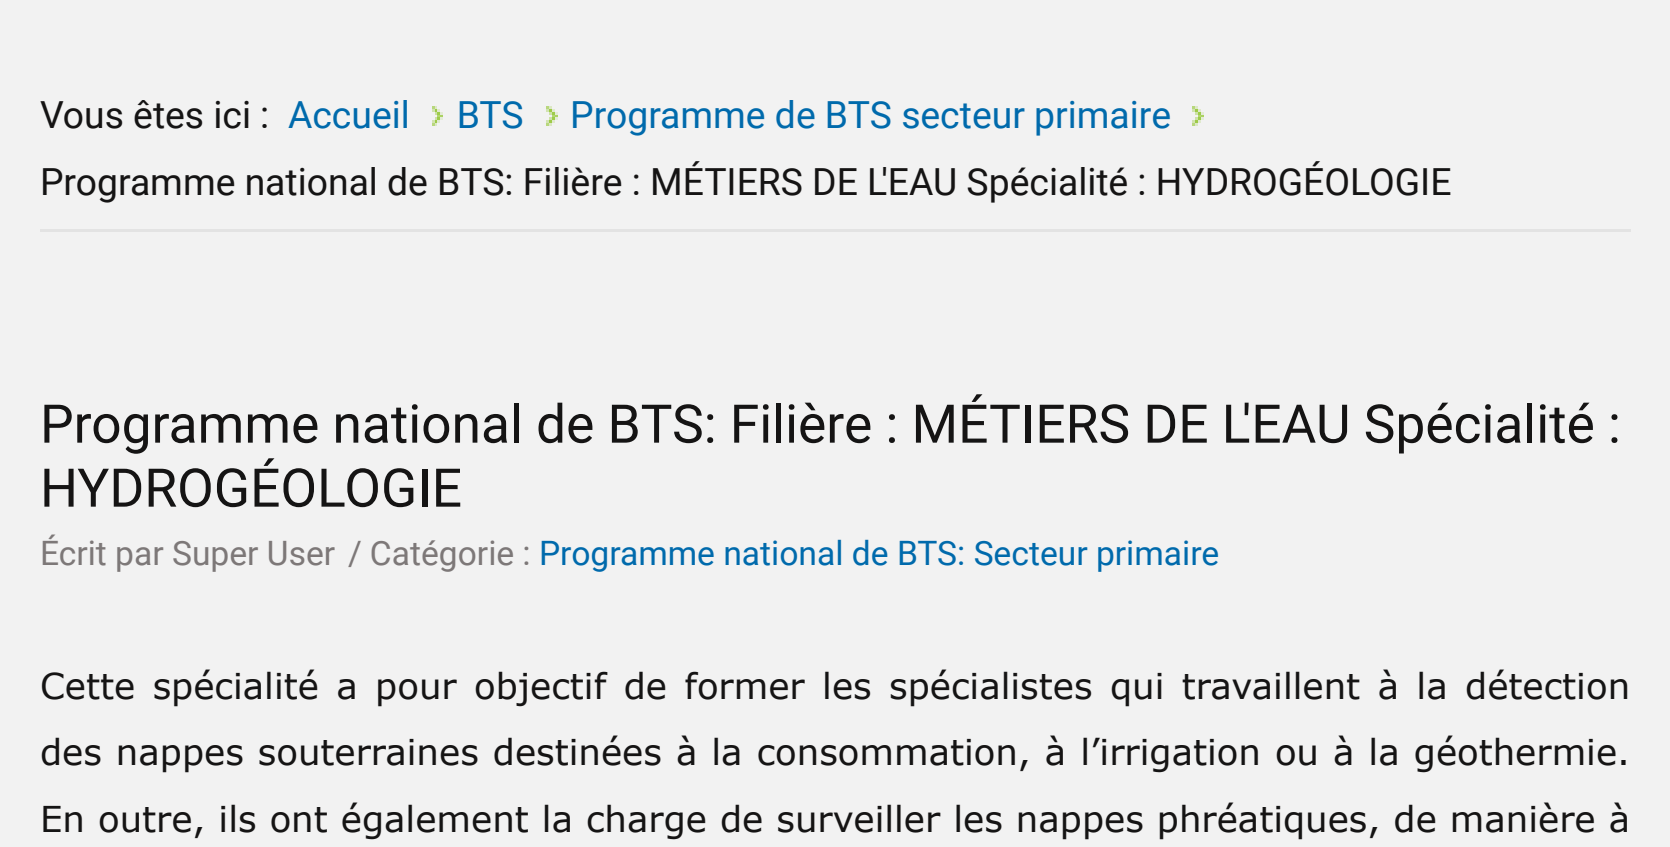 Vous êtes ici : Accueil > BTS > Programme de BTS secteur primaire >
Programme national de BTS: Filière : MÉTIERS DE L'EAU Spécialité : HYDROGÉOLOGIE
Programme national de BTS: Filière : MÉTIERS DE L'EAU Spécialité :
HYDROGÉOLOGIE
Écrit par Super User / Catégorie : Programme national de BTS: Secteur primaire
Cette spécialité a pour objectif de former les spécialistes qui travaillent à la détection
des nappes souterraines destinées à la consommation, à l’irrigation ou à la géothermie.
En outre, ils ont également la charge de surveiller les nappes phréatiques, de manière à